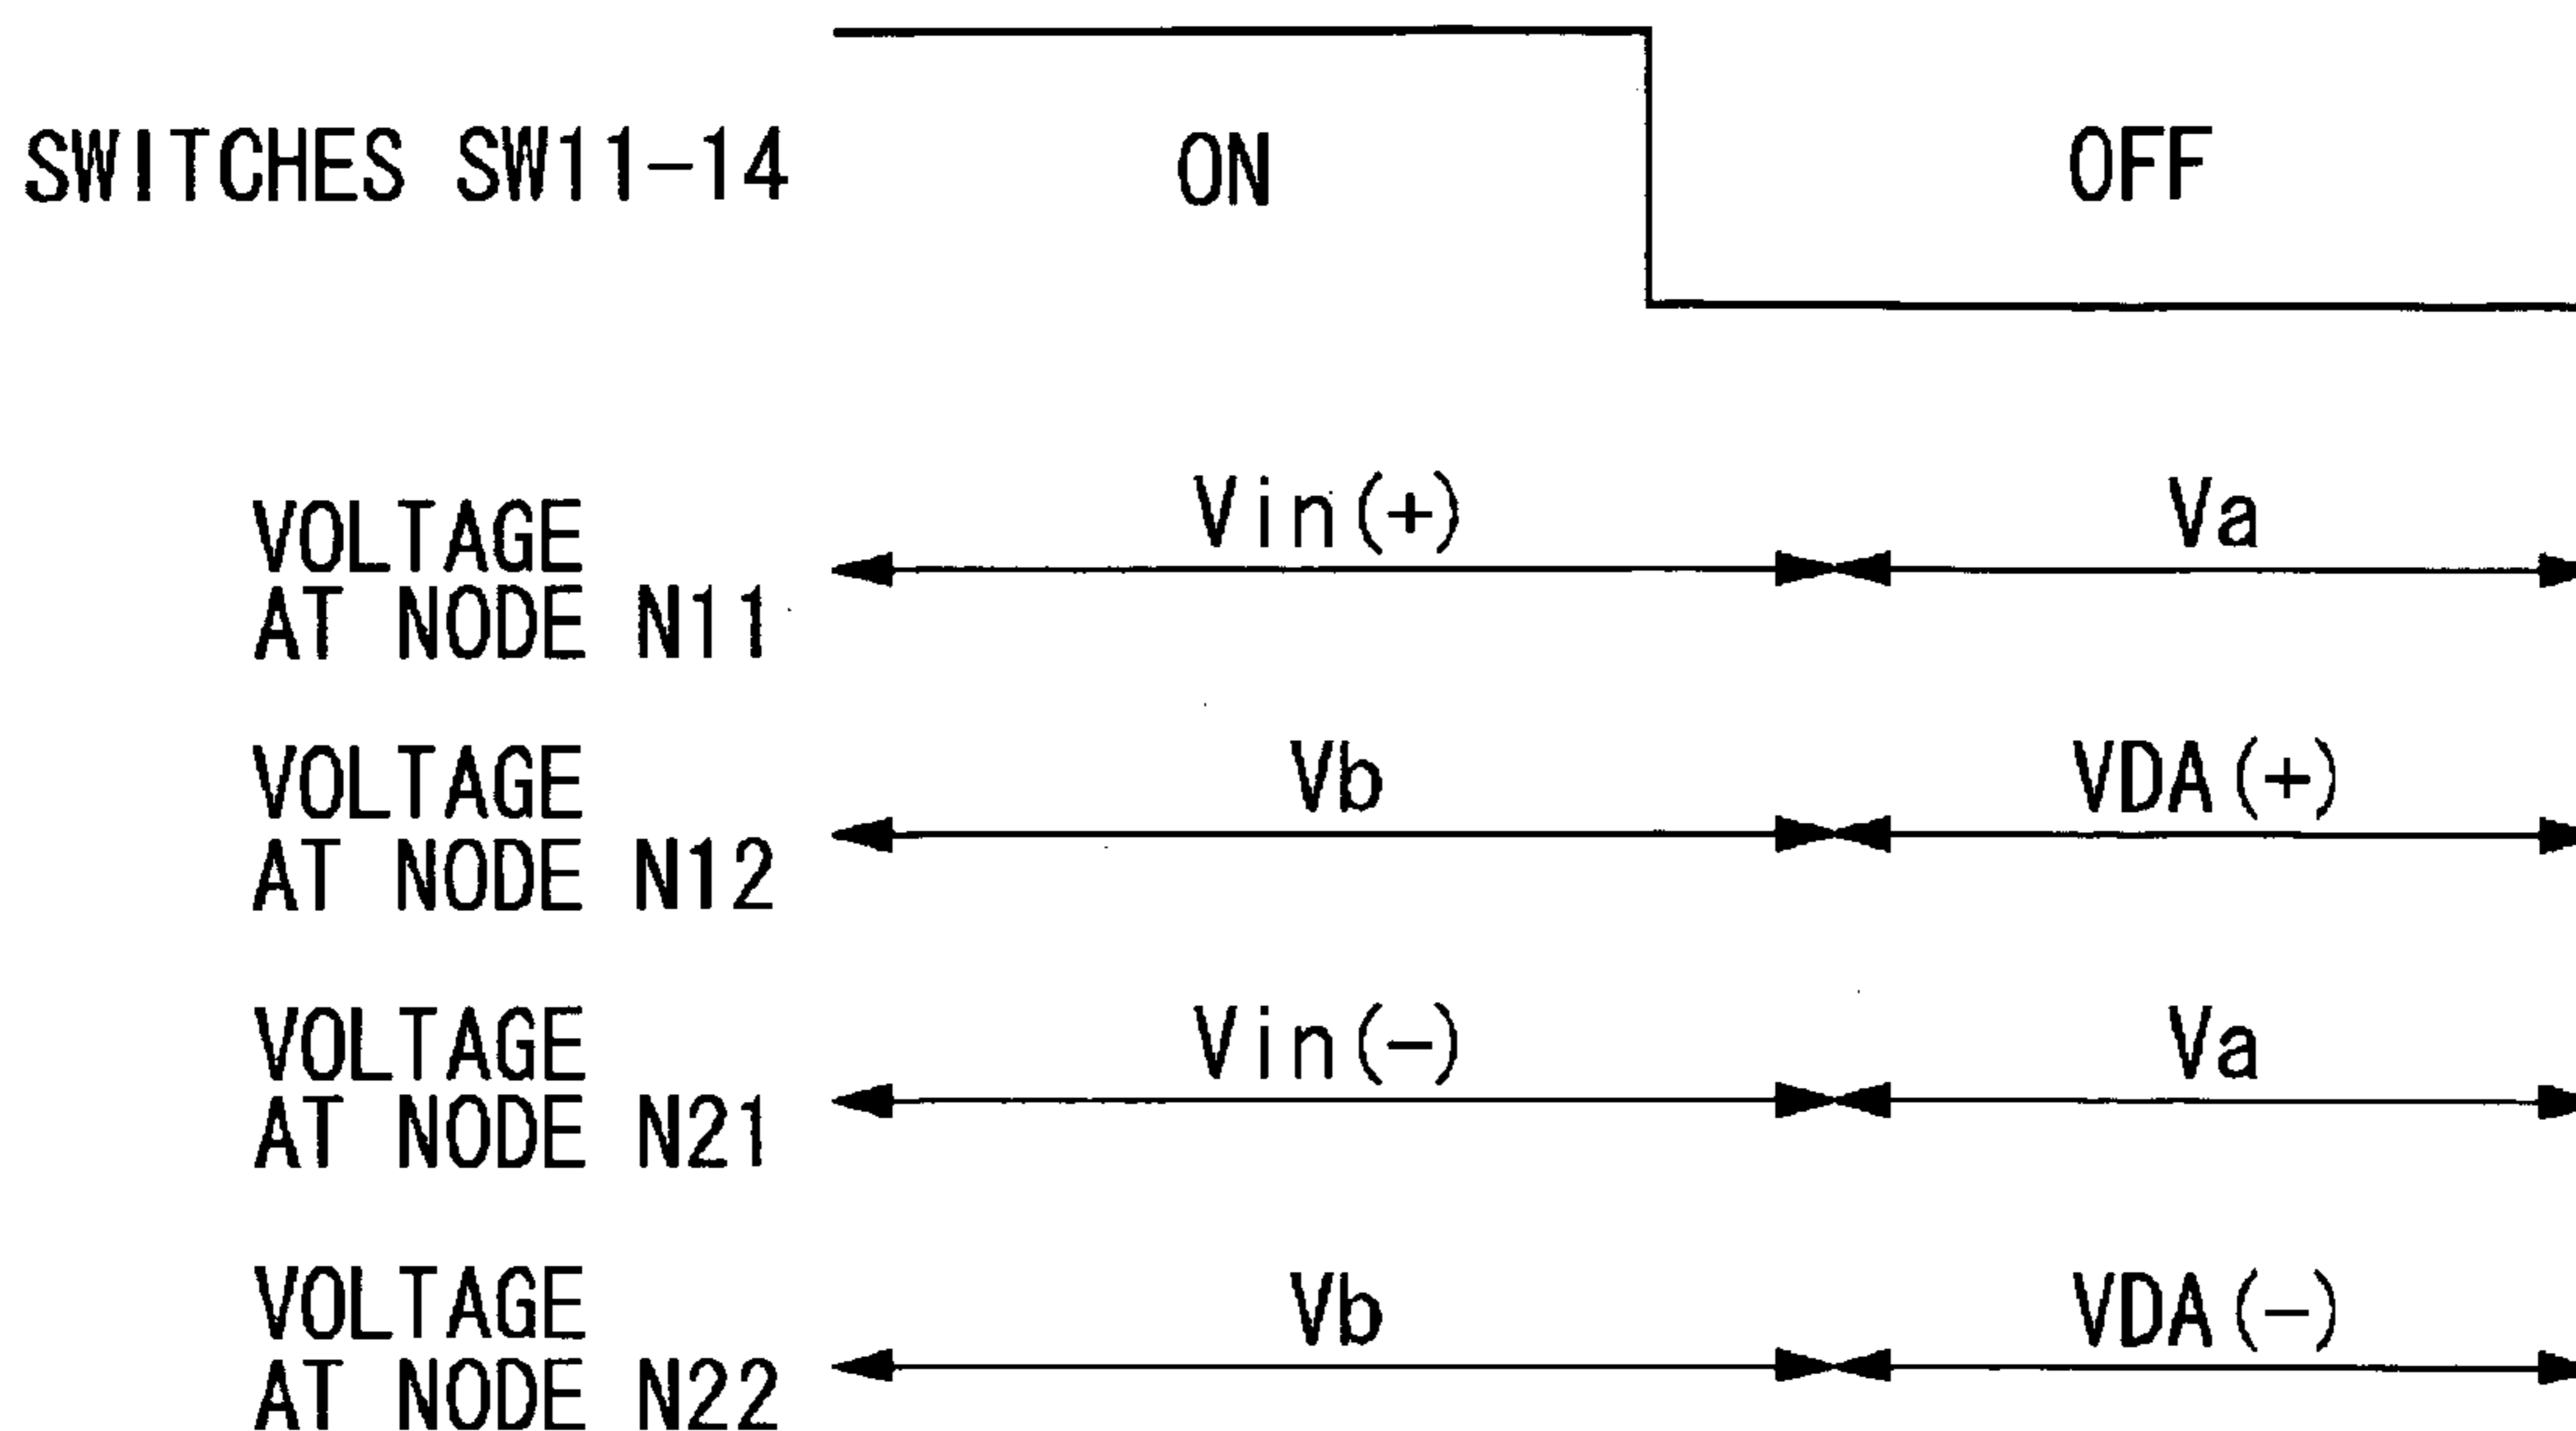 SWITCHES SW11-14 ON OFF
Vin(+) Va
VOLTAGE
AT NODE N11
Vb VDA(+)
VOLTAGE
AT NODE N12
Vin(-) Va
VOLTAGE
AT NODE N21
Vb VDA(-)
VOLTAGE
AT NODE N22